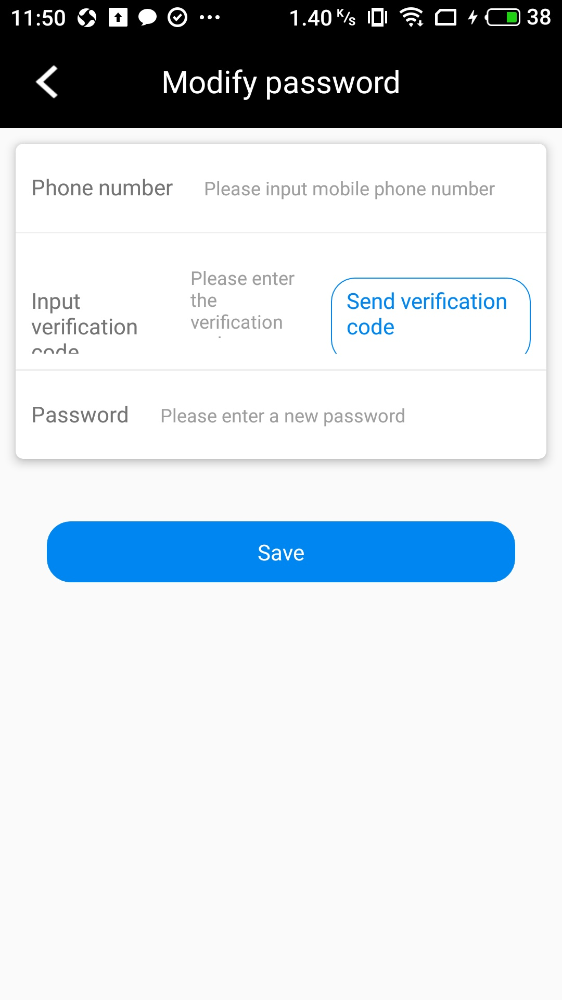 11:50 1.40 K/s 38
Modify password
Phone number Please input mobile phone number
Please enter
the
verification
Input
verification
code
Send verification
code
Password Please enter a new password
Save